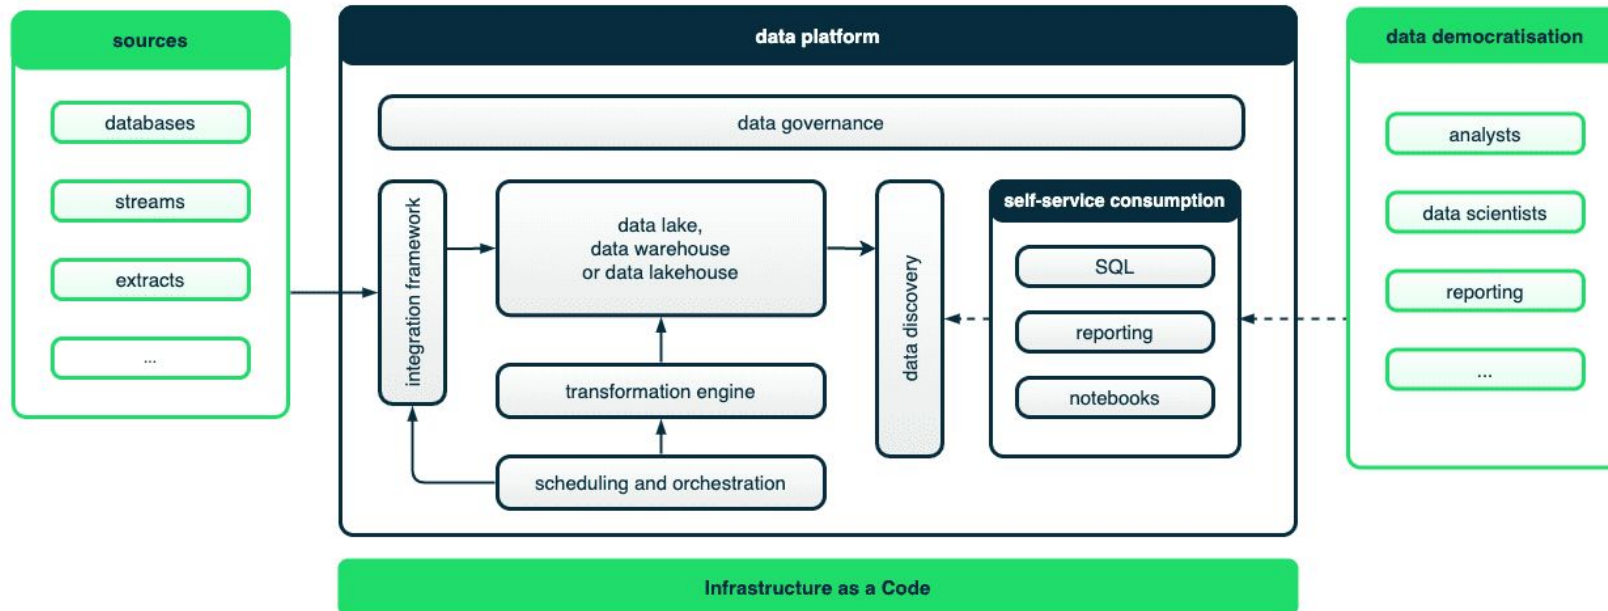 sources
databases
streams
extracts
...
data platform
data governance
integration framework
data lake,
data warehouse
or data lakehouse
transformation engine
scheduling and orchestration
data discovery
self-service consumption
SQL
reporting
notebooks
data democratisation
analysts
data scientists
reporting
...
Infrastructure as a Code